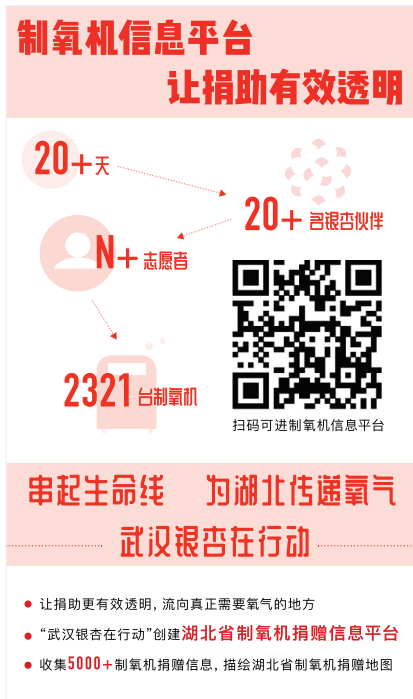 制氧机信息平台
让捐助有效透明
20+天
20+ 名银杏伙伴
N+ 志愿者
2321 台制氧机
扫码可进制氧机信息平台
串起生命线 为湖北传递氧气
武汉银杏在行动
让捐助更有效透明，流向真正需要氧气的地方
“武汉银杏在行动”创建湖北省制氧机捐赠信息平台
收集5000+制氧机捐赠信息，描绘湖北省制氧机捐赠地图